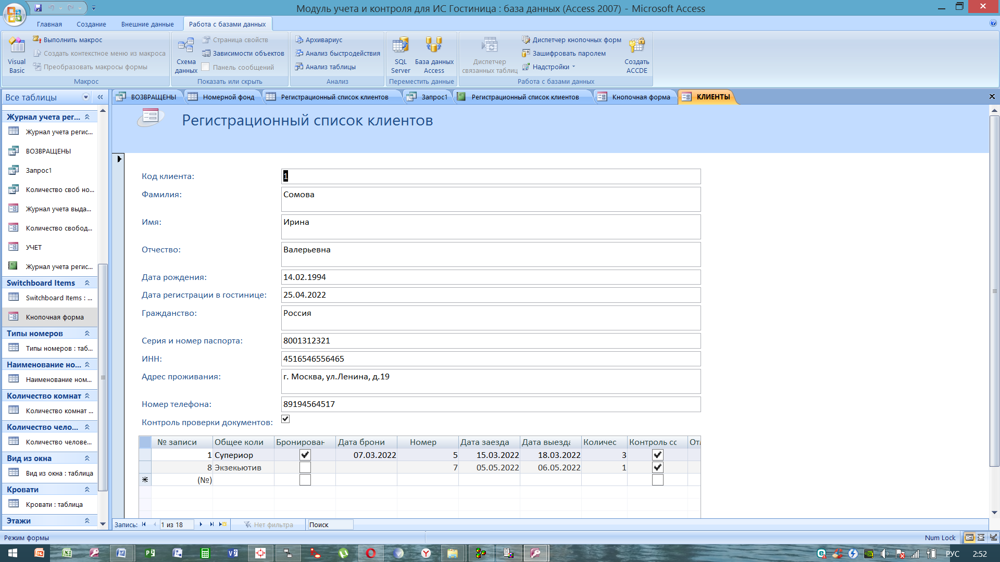 Модуль учета и контроля для ИС Гостиница : база данных (Access 2007) - Microsoft Access
Главная Создание Внешние данные Работа с базами данных
Visual Basic
Выполнить макрос
Создать контекстное меню из макроса
Преобразовать макросы формы
Макрос
Схема данных
Страница свойств
Зависимости объектов
Панель сообщений
Показать или скрыть
Архивариус
Анализ быстродействия
Анализ таблицы
Анализ
SQL Server
База данных Access
Переместить данные
Диспетчер связанных таблиц
Диспетчер кнопочных форм
Зашифровать паролем
Надстройки
Создать ACCDE
Работа с базами данных
Все таблицы
ВОЗВРАЩЕНЫ Номерной фонд Регистрационный список клиентов Запрос1 Регистрационный список клиентов Кнопочная форма КЛИЕНТЫ
Журнал учета рег...
Журнал учета регис...
ВОЗВРАЩЕНЫ
Запрос1
Количество своб но...
Журнал учета выда...
Количество свобод...
УЧЕТ
Журнал учета регис...
Switchboard Items
Switchboard Items : ...
Кнопочная форма
Типы номеров
Типы номеров : таб...
Наименование но...
Наименование ном...
Количество комнат
Количество комнат ...
Количество чело...
Количество челове...
Вид из окна
Вид из окна : таблица
Кровати
Кровати : таблица
Этажи
Регистрационный список клиентов
Код клиента: 1
Фамилия: Сомова
Имя: Ирина
Отчество: Валерьевна
Дата рождения: 14.02.1994
Дата регистрации в гостинице: 25.04.2022
Гражданство: Россия
Серия и номер паспорта: 8001312321
ИНН: 4516546556465
Адрес проживания: г. Москва, ул.Ленина, д.19
Номер телефона: 89194564517
Контроль проверки документов:
№ записи Общее коли Бронирован Дата брони Номер Дата заезда Дата выезда Количес Контроль сс Отм
1 Супериор 07.03.2022 5 15.03.2022 18.03.2022 3
8 Экзекьютив 7 05.05.2022 06.05.2022 1
(№)
Запись: 1 из 18 Нет фильтра Поиск
Режим формы Num Lock
РУС 2:52